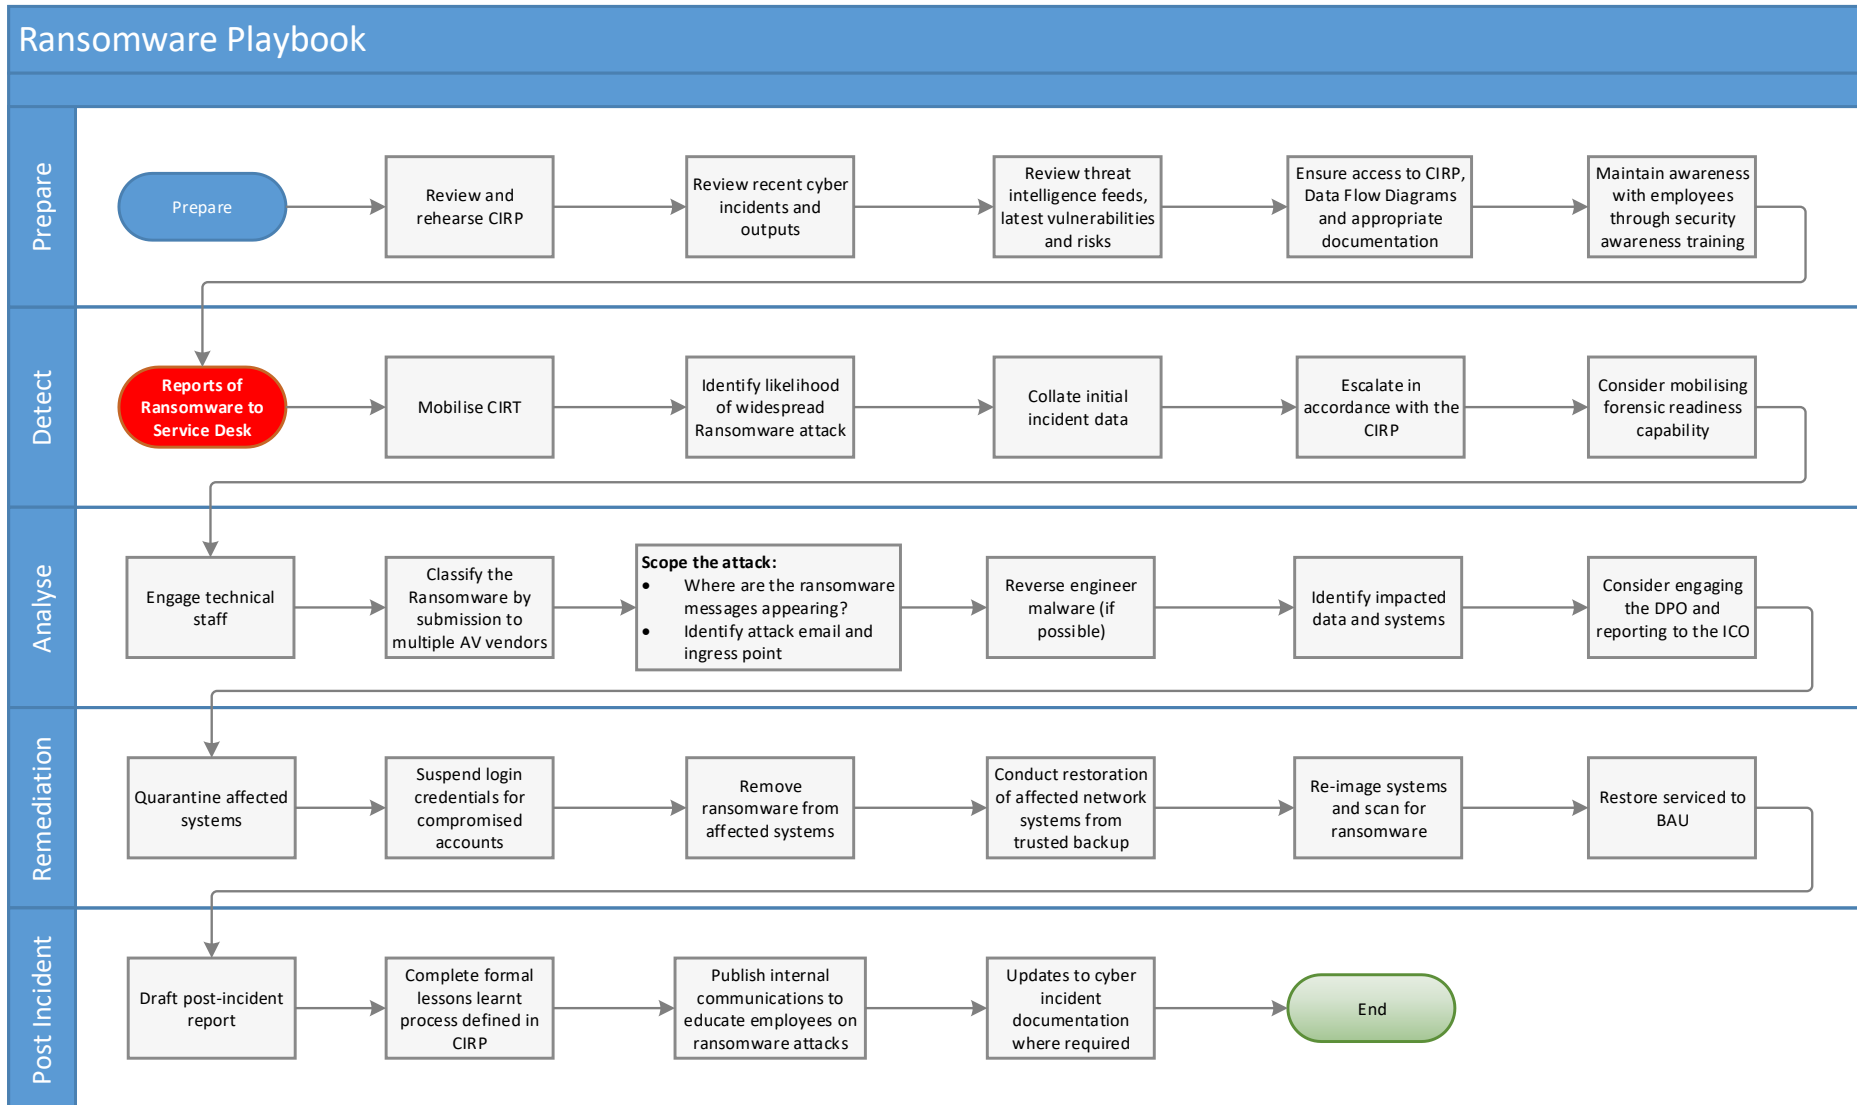 Ransomware Playbook
Prepare
Prepare
Review and
rehearse CIRP
Review recent cyber
incidents and
outputs
Review threat
intelligence feeds,
latest vulnerabilities
and risks
Ensure access to CIRP,
Data Flow Diagrams
and appropriate
documentation
Maintain awareness
with employees
through security
awareness training
Detect
Reports of
Ransomware to
Service Desk
Mobilise CIRT
Identify likelihood
of widespread
Ransomware attack
Collate initial
incident data
Escalate in
accordance with the
CIRP
Consider mobilising
forensic readiness
capability
Analyse
Engage technical
staff
Classify the
Ransomware by
submission to
multiple AV vendors
Scope the attack:
• Where are the ransomware
messages appearing?
• Identify attack email and
ingress point
Reverse engineer
malware (if
possible)
Identify impacted
data and systems
Consider engaging
the DPO and
reporting to the ICO
Remediation
Quarantine affected
systems
Suspend login
credentials for
compromised
accounts
Remove
ransomware from
affected systems
Conduct restoration
of affected network
systems from
trusted backup
Re-image systems
and scan for
ransomware
Restore serviced to
BAU
Post Incident
Draft post-incident
report
Complete formal
lessons learnt
process defined in
CIRP
Publish internal
communications to
educate employees on
ransomware attacks
Updates to cyber
incident
documentation
where required
End